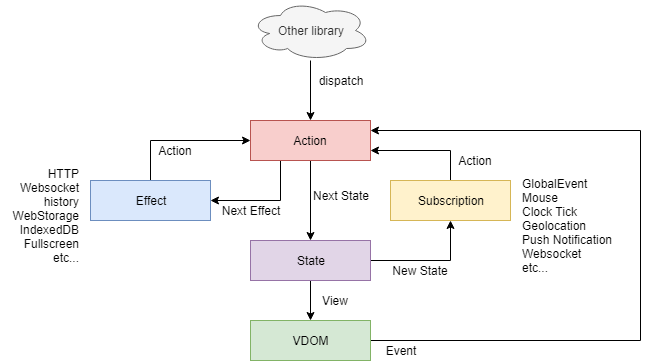 Other library
dispatch
Action
Action
Action
HTTP
Websocket
history
WebStorage
IndexedDB
Fullscreen
etc...
Effect
Next Effect
Next State
Subscription
GlobalEvent
Mouse
Clock Tick
Geolocation
Push Notification
Websocket
etc...
State
New State
View
VDOM
Event